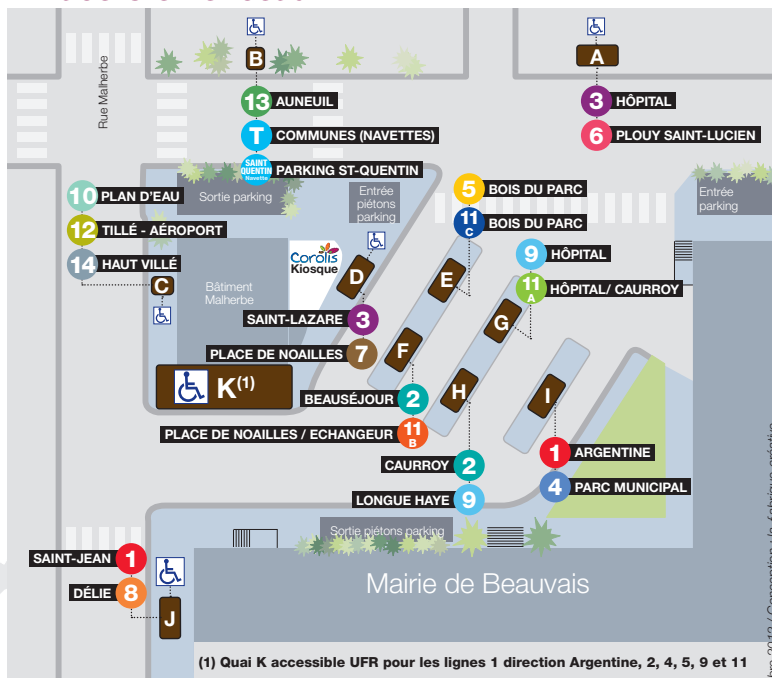 Rue Malherbe
B
A
13 AUNEUIL
3 HÔPITAL
T COMMUNES (NAVETTES)
6 PLOUY SAINT-LUCIEN
SAINT QUENTIN Navette PARKING ST-QUENTIN
Sortie parking
Entrée
piétons
parking
5 BOIS DU PARC
Entrée
parking
10 PLAN D'EAU
11 C BOIS DU PARC
12 TILLÉ - AÉROPORT
14 HAUT VILLÉ
9 HÔPITAL
11 A HÔPITAL/ CAURROY
Corolis
Kiosque
C
D
E
Bâtiment
Malherbe
SAINT-LAZARE 3
G
PLACE DE NOAILLES 7
F
K(1)
H
I
BEAUSÉJOUR 2
PLACE DE NOAILLES / ECHANGEUR 11 B
CAURROY 2
1 ARGENTINE
LONGUE HAYE 9
4 PARC MUNICIPAL
Sortie piétons parking
SAINT-JEAN 1
DÉLIE 8
J
Mairie de Beauvais
(1) Quai K accessible UFR pour les lignes 1 direction Argentine, 2, 4, 5, 9 et 11
2012 / Conception : la fabrique créative